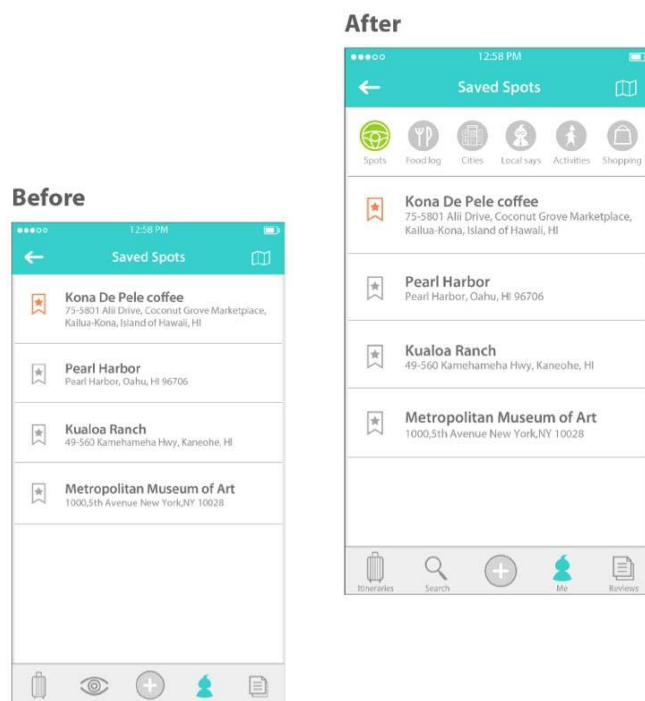 Before
12:58 PM
Saved Spots
Kona De Pele coffee
75-5801 Alii Drive, Coconut Grove Marketplace,
Kailua-Kona, Island of Hawaii, HI
Pearl Harbor
Pearl Harbor, Oahu, HI 96706
Kualoa Ranch
49-560 Kamehameha Hwy, Kaneohe, HI
Metropolitan Museum of Art
1000,5th Avenue New York,NY 10028
After
12:58 PM
Saved Spots
Spots Food log Cities Local says Activities Shopping
Kona De Pele coffee
75-5801 Alii Drive, Coconut Grove Marketplace,
Kailua-Kona, Island of Hawaii, HI
Pearl Harbor
Pearl Harbor, Oahu, HI 96706
Kualoa Ranch
49-560 Kamehameha Hwy, Kaneohe, HI
Metropolitan Museum of Art
1000,5th Avenue New York,NY 10028
Itineraries Search Me Reviews